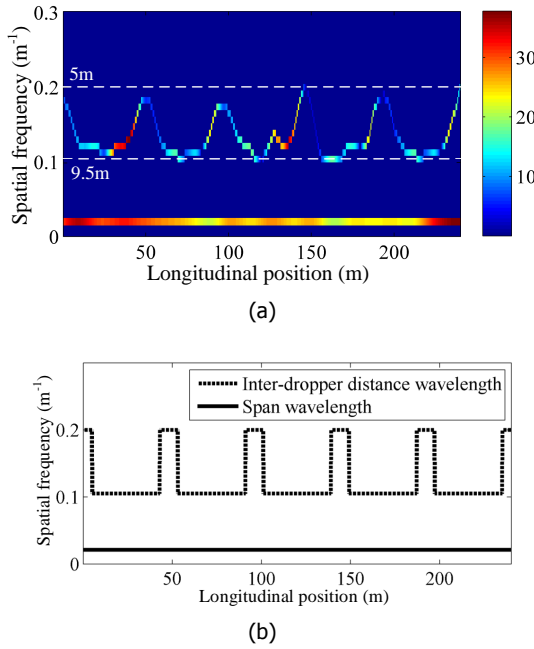 0.3
0.2
0.1
0
5m
9.5m
Spatial frequency (m⁻¹)
50
100
150
200
Longitudinal position (m)
30
20
10
0
(a)
Inter-dropper distance wavelength
Span wavelength
0.2
0.1
0
Spatial frequency (m⁻¹)
50
100
150
200
Longitudinal position (m)
(b)